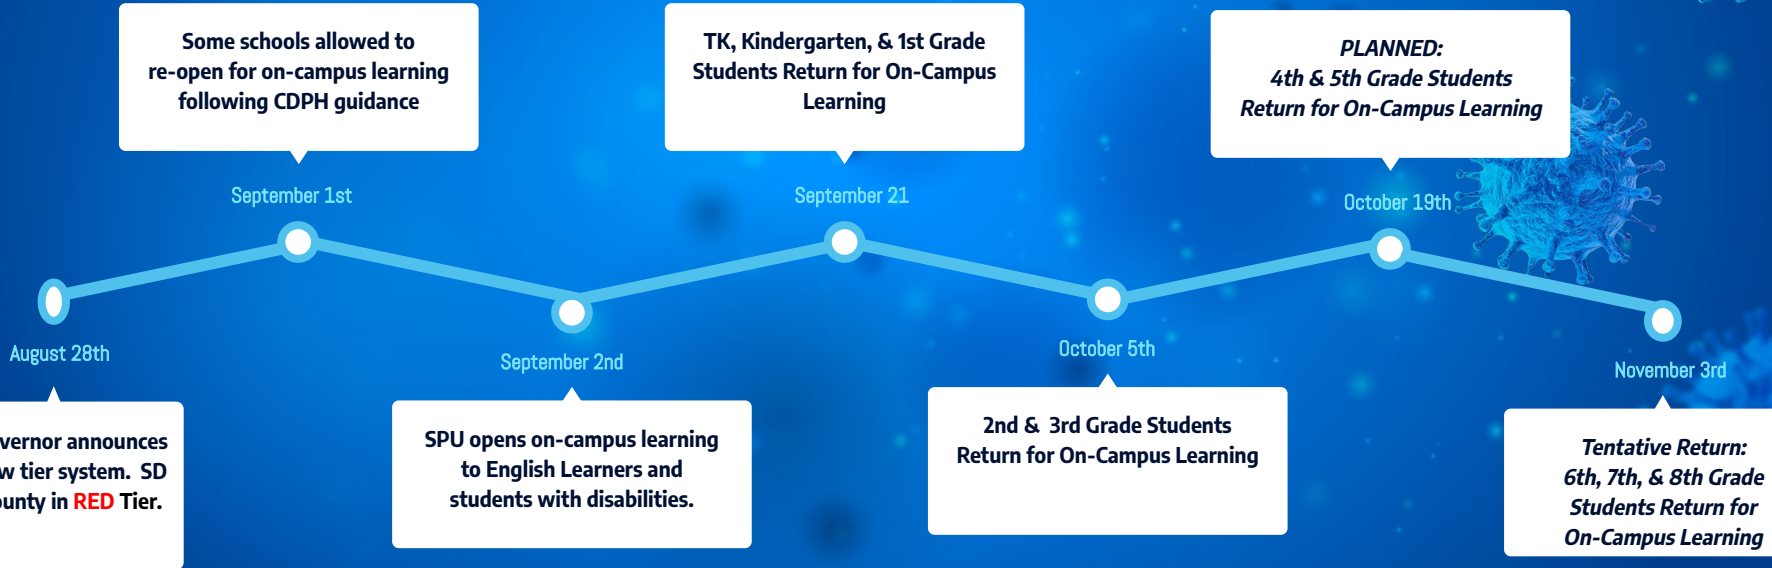 Some schools allowed to
re-open for on-campus learning
following CDPH guidance
TK, Kindergarten, & 1st Grade
Students Return for On-Campus
Learning
PLANNED:
4th & 5th Grade Students
Return for On-Campus Learning
September 1st
September 21
October 19th
August 28th
September 2nd
October 5th
November 3rd
vernor announces
w tier system. SD
ounty in RED Tier.
SPU opens on-campus learning
to English Learners and
students with disabilities.
2nd & 3rd Grade Students
Return for On-Campus Learning
Tentative Return:
6th, 7th, & 8th Grade
Students Return for
On-Campus Learning